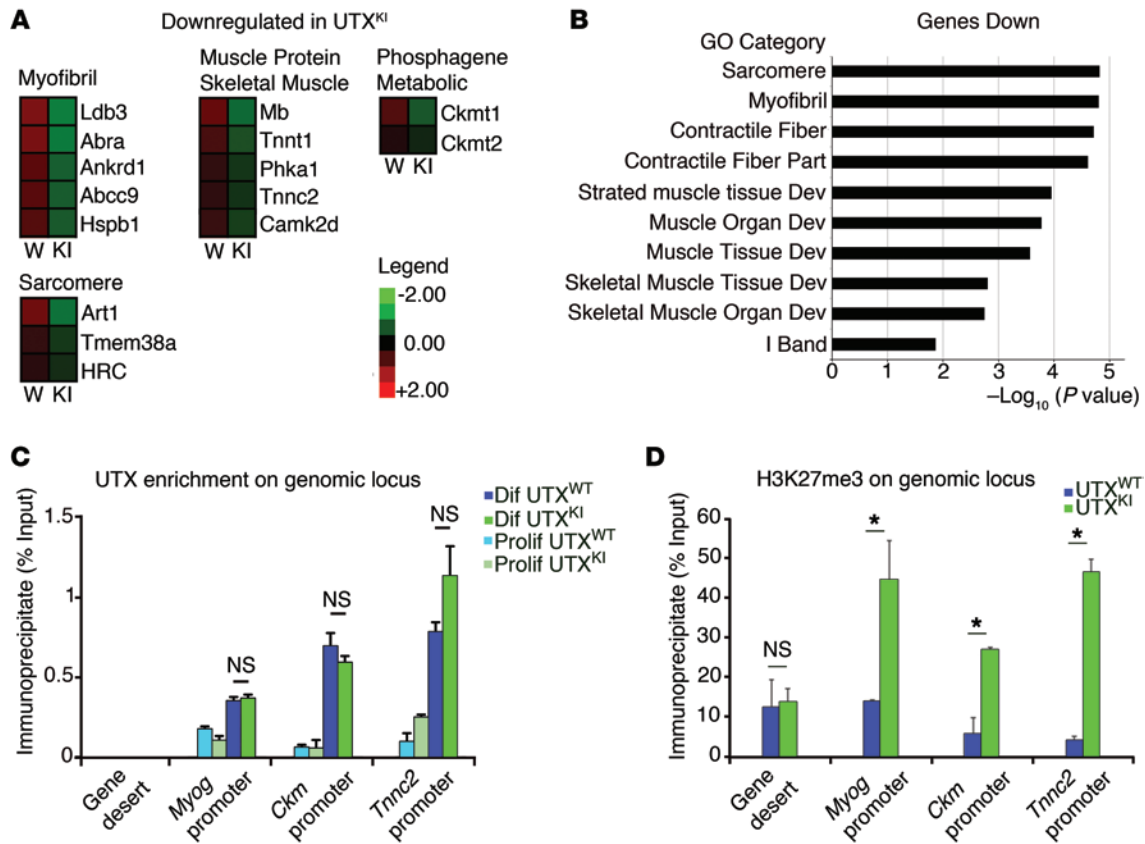 A
Downregulated in UTX^KI
Myofibril
Ldb3
Abra
Ankrd1
Abcc9
Hspb1
W KI
Muscle Protein
Skeletal Muscle
Mb
Tnnt1
Phka1
Tnnc2
Camk2d
W KI
Phosphagene
Metabolic
Ckmt1
Ckmt2
W KI
Sarcomere
Art1
Tmem38a
HRC
W KI
Legend
-2.00
0.00
+2.00
B
Genes Down
GO Category
Sarcomere
Myofibril
Contractile Fiber
Contractile Fiber Part
Strated muscle tissue Dev
Muscle Organ Dev
Muscle Tissue Dev
Skeletal Muscle Tissue Dev
Skeletal Muscle Organ Dev
I Band
0 1 2 3 4 5
–Log10 (P value)
C
UTX enrichment on genomic locus
Immunoprecipitate (% Input)
1.5
1
0.5
0
Dif UTX^WT
Dif UTX^KI
Prolif UTX^WT
Prolif UTX^KI
NS
NS
NS
Gene
desert
Myog
promoter
Ckm
promoter
Tnnc2
promoter
D
H3K27me3 on genomic locus
UTX^WT
UTX^KI
Immunoprecipitate (% Input)
60
50
40
30
20
10
0
NS
*
*
*
Gene
desert
Myog
promoter
Ckm
promoter
Tnnc2
promoter